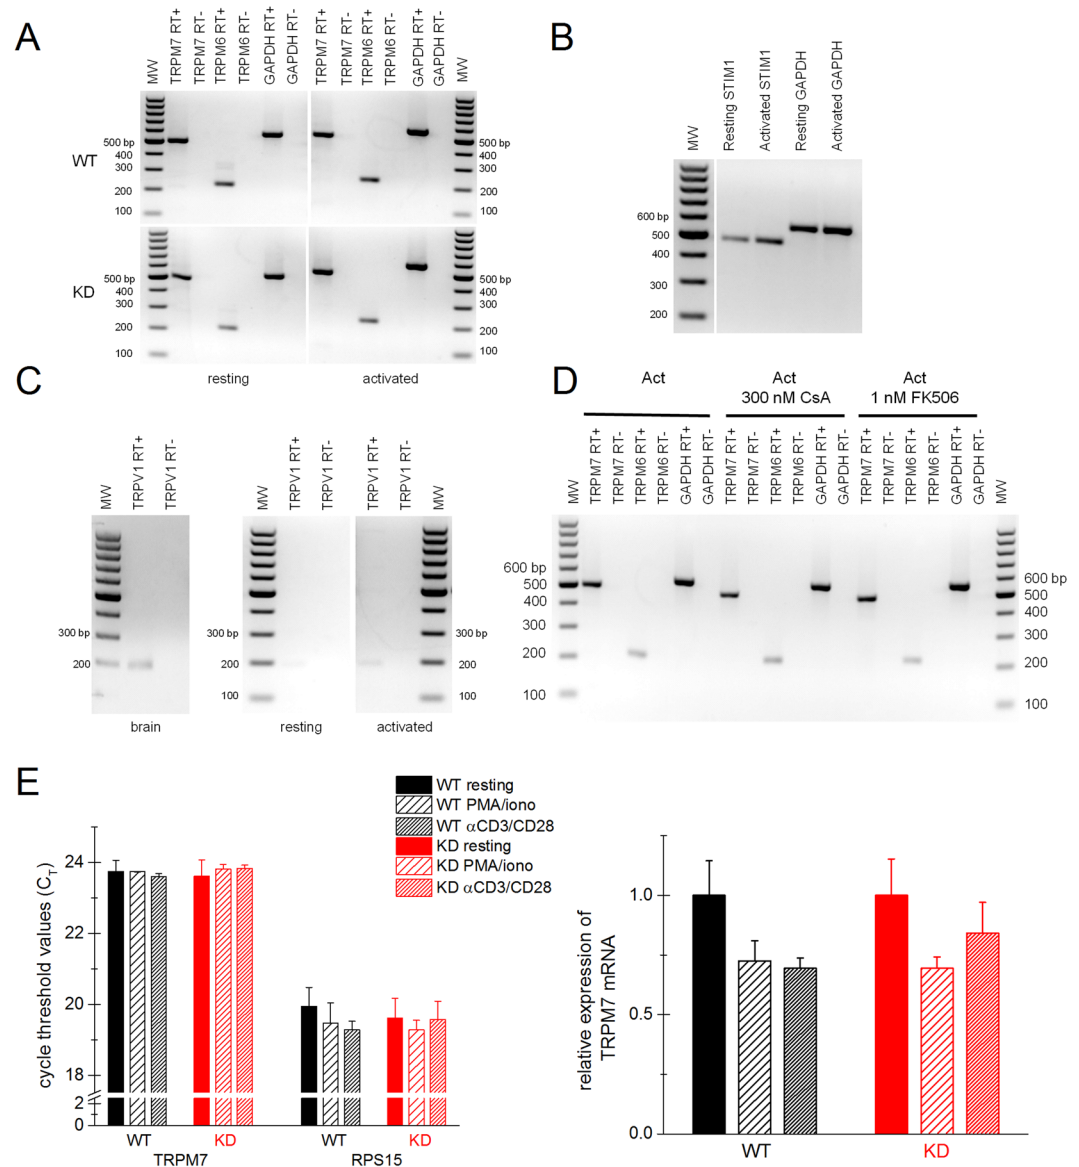 A
MW
TRPM7 RT+
TRPM7 RT-
TRPM6 RT+
TRPM6 RT-
GAPDH RT+
GAPDH RT-
TRPM7 RT+
TRPM7 RT-
TRPM6 RT+
TRPM6 RT-
GAPDH RT+
GAPDH RT-
MW
WT
500 bp
400
300
200
100
500 bp
400
300
200
100
KD
500 bp
400
300
200
100
500 bp
400
300
200
100
resting
activated
B
MW
Resting STIM1
Activated STIM1
Resting GAPDH
Activated GAPDH
600 bp
500
400
300
200
C
MW
TRPV1 RT+
TRPV1 RT-
300 bp
200
brain
MW
TRPV1 RT+
TRPV1 RT-
TRPV1 RT+
TRPV1 RT-
MW
300 bp
200
100
300 bp
200
100
resting
activated
D
Act
Act
300 nM CsA
Act
1 nM FK506
MW
TRPM7 RT+
TRPM7 RT-
TRPM6 RT+
TRPM6 RT-
GAPDH RT+
GAPDH RT-
TRPM7 RT+
TRPM7 RT-
TRPM6 RT+
TRPM6 RT-
GAPDH RT+
GAPDH RT-
TRPM7 RT+
TRPM7 RT-
TRPM6 RT+
TRPM6 RT-
GAPDH RT+
GAPDH RT-
MW
600 bp
500
400
300
200
100
600 bp
500
400
300
200
100
E
WT resting
WT PMA/iono
WT αCD3/CD28
KD resting
KD PMA/iono
KD αCD3/CD28
cycle threshold values (C_T)
24
22
20
18
2
0
WT
KD
WT
KD
TRPM7
RPS15
relative expression of
TRPM7 mRNA
1.0
0.5
0.0
WT
KD